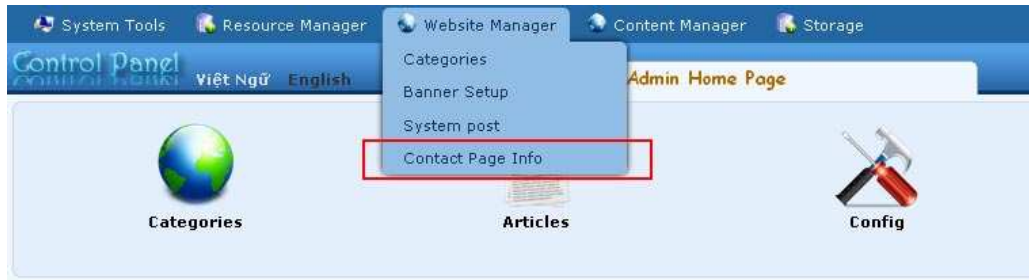 System Tools Resource Manager Website Manager Content Manager Storage
Control Panel Việt Ngữ English Admin Home Page
Categories
Banner Setup
System post
Contact Page Info
Categories Articles Config